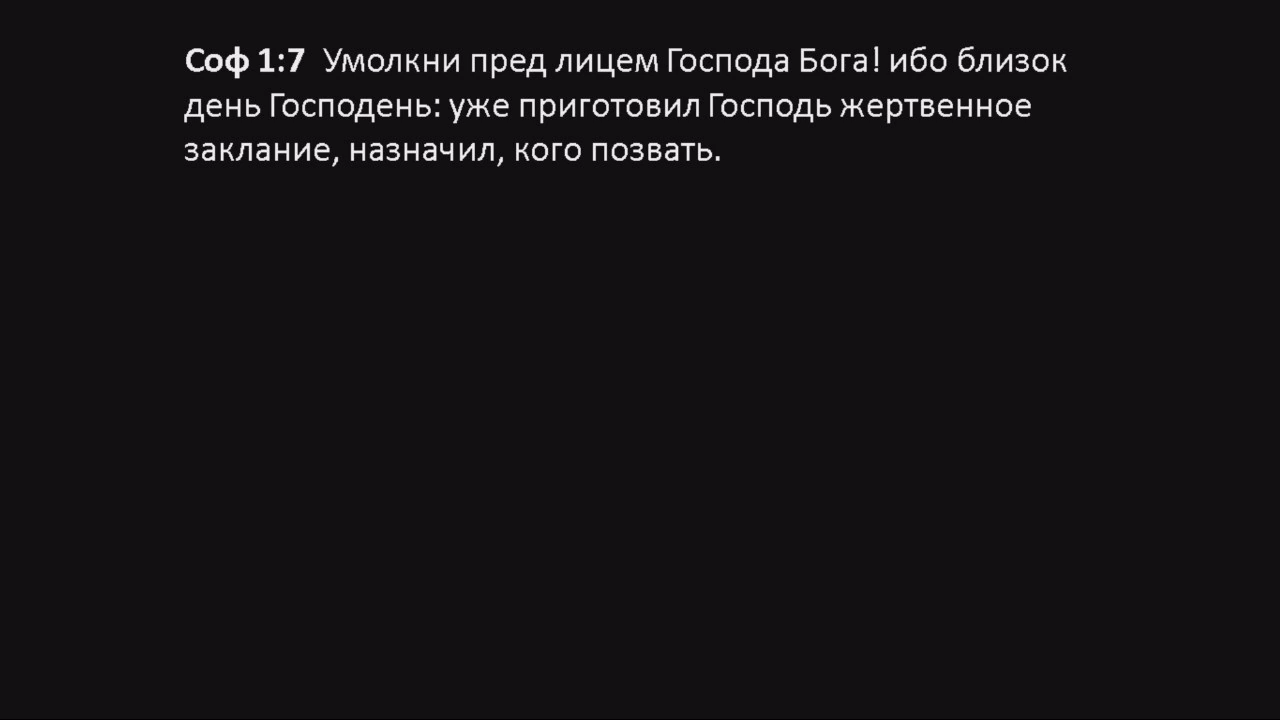 Соф 1:7 Умолкни пред лицем Господа Бога! ибо близок
день Господень: уже приготовил Господь жертвенное
заклание, назначил, кого позвать.